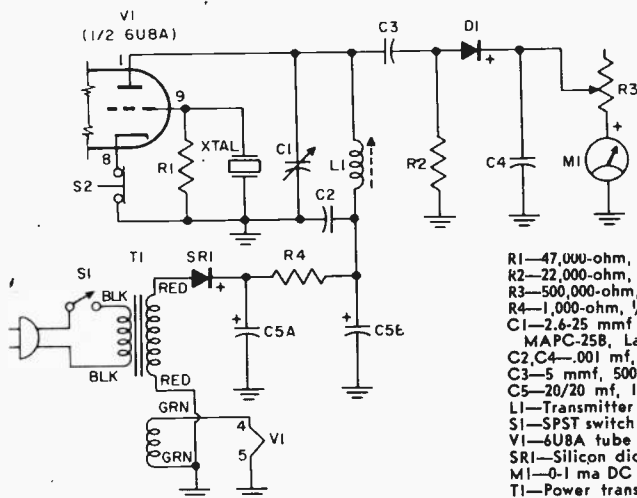 V1
(1/2 6U8A)
1
9
8
S2
R1
XTAL
C1
C2
L1
C3
D1
+
R2
C4
R3
+
M1
S1
BLK
BLK
T1
RED
RED
SR1
+
R4
+
C5A
+
C5B
GRN
GRN
4
5
V1
R1—47,000-ohm,
R2—22,000-ohm,
R3—500,000-ohm,
R4—1,000-ohm,
C1—2.6-25 mmf
MAPC-25B, La
C2,C4—.001 mf,
C3—5 mmf, 500
C5—20/20 mf, 1
L1—Transmitter
S1—SPST switch
V1—6U8A tube
SR1—Silicon dio
M1—0-1 ma DC
T1—Power trans